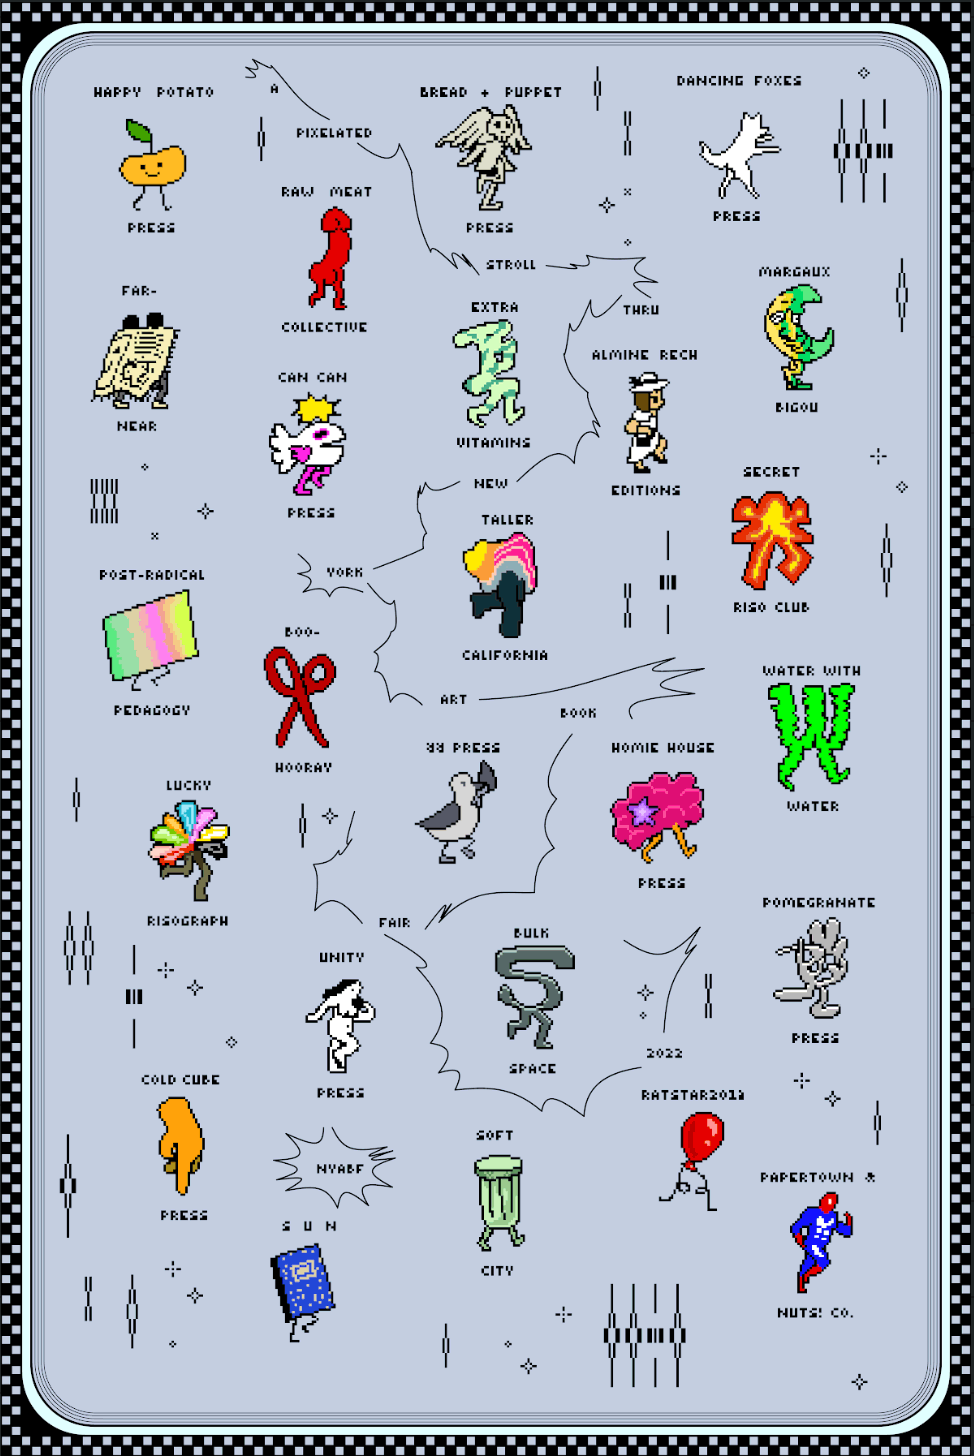 HAPPY POTATO
PRESS
A
PIXELATED
STROLL
THRU
NEW
YORK
ART
BOOK
FAIR
2022
BREAD + PUPPET
PRESS
DANCING FOXES
PRESS
RAW MEAT
COLLECTIVE
FAR-
NEAR
EXTRA
VITAMINS
MARGAUX
BIGOU
CAN CAN
PRESS
ALMINE RECH
EDITIONS
SECRET
RISO CLUB
TALLER
CALIFORNIA
POST-RADICAL
PEDAGOGY
BOO-
HOORAY
WATER WITH
WATER
PRESS
HOMIE HOUSE
PRESS
LUCKY
RISOGRAPH
POMEGRANATE
PRESS
BULK
SPACE
UNITY
PRESS
COLD CUBE
PRESS
NYABF
SOFT
CITY
RATSTAR2013
PAPERTOWN &
NUTS! CO.
S U N